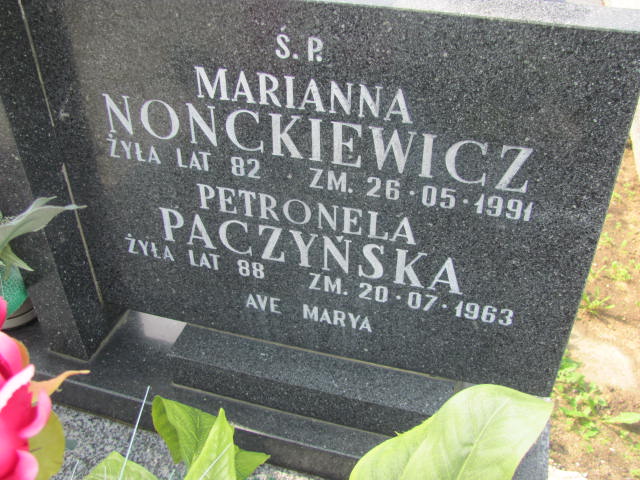 Ś.P.
MARIANNA
NONCKIEWICZ
ŻYŁA LAT 82 ZM. 26-05-1991
PETRONELA
PACZYŃSKA
ŻYŁA LAT 88 ZM. 20-07-1963
AVE MARYA